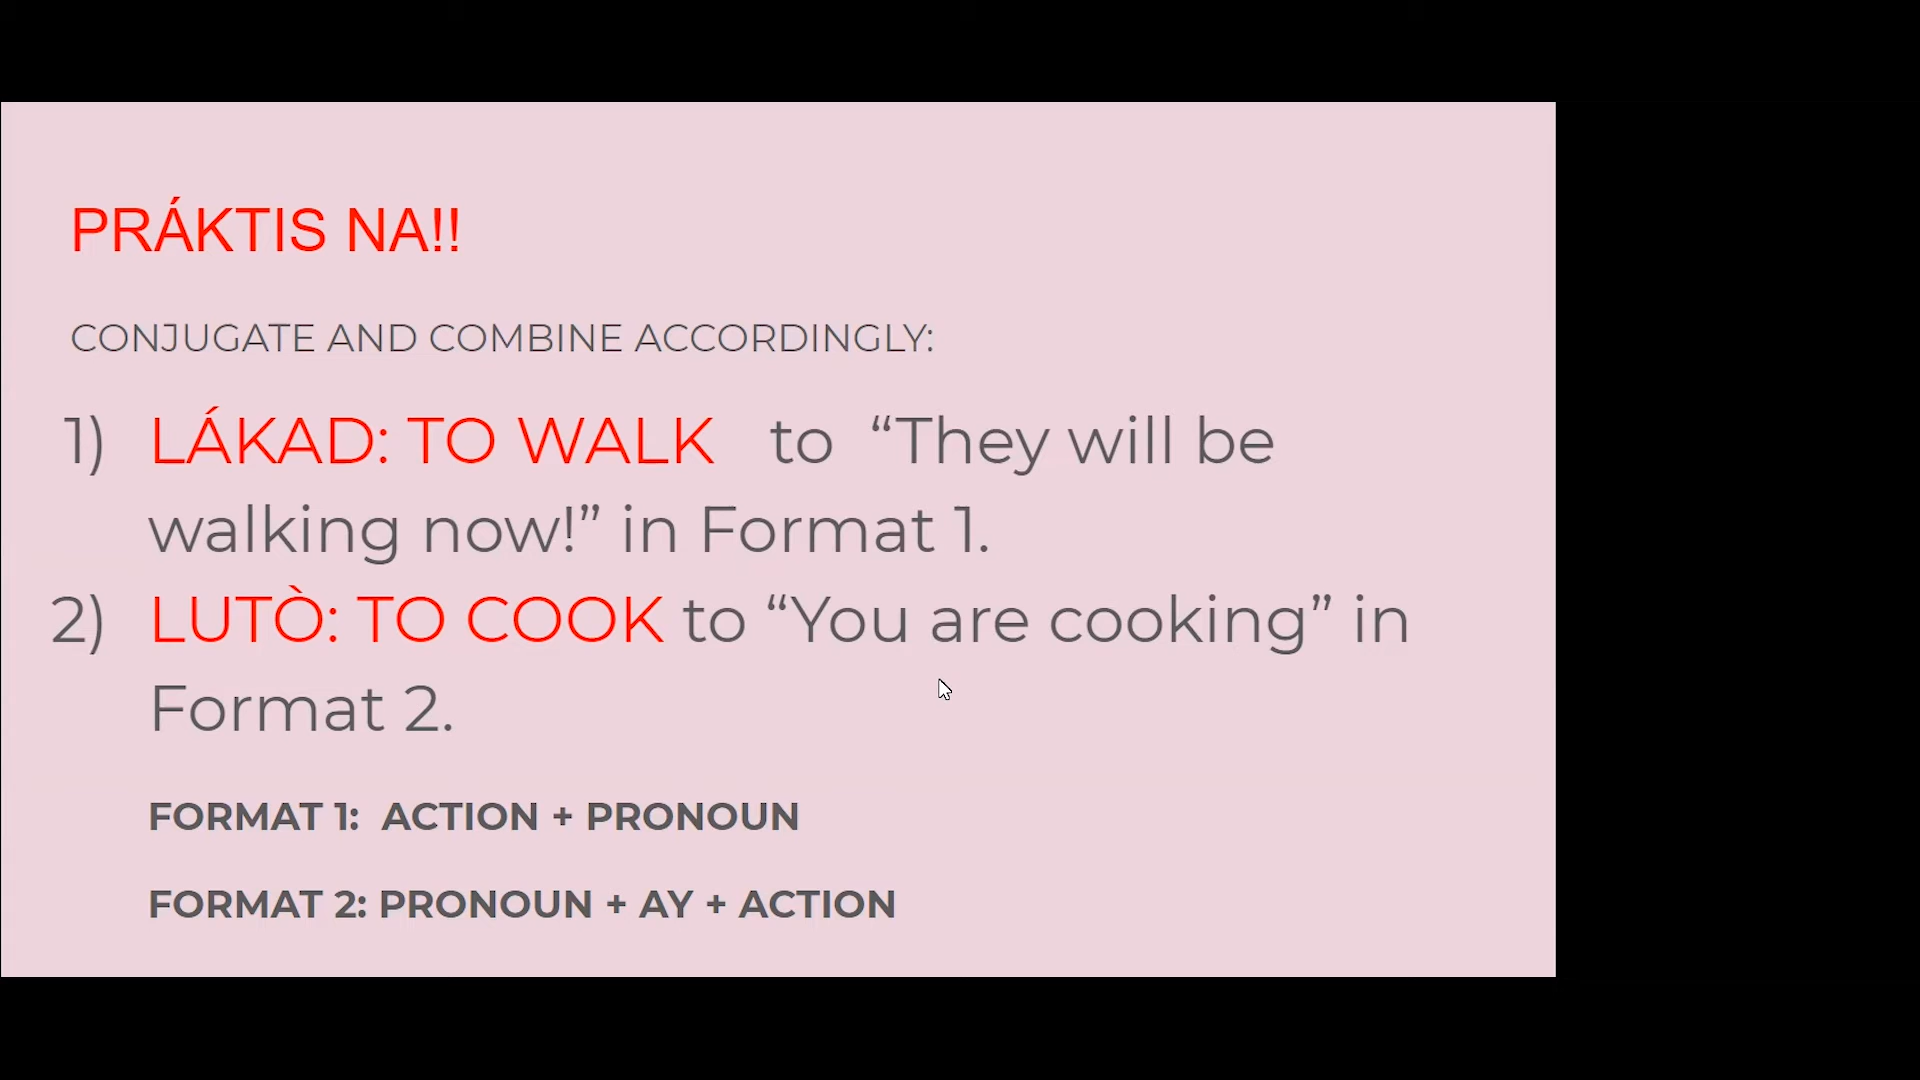 PRÁKTIS NA!!
CONJUGATE AND COMBINE ACCORDINGLY:
1) LÁKAD: TO WALK to “They will be
walking now!” in Format 1.
2) LUTÒ: TO COOK to “You are cooking” in
Format 2.
FORMAT 1: ACTION + PRONOUN
FORMAT 2: PRONOUN + AY + ACTION